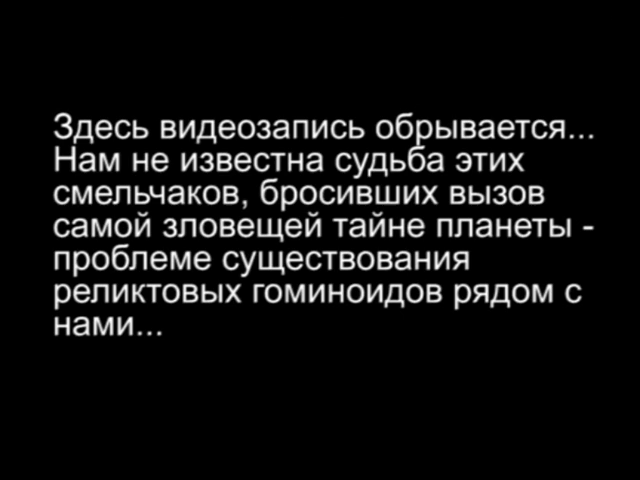 Здесь видеозапись обрывается...
Нам не известна судьба этих
смельчаков, бросивших вызов
самой зловещей тайне планеты -
проблеме существования
реликтовых гоминоидов рядом с
нами...